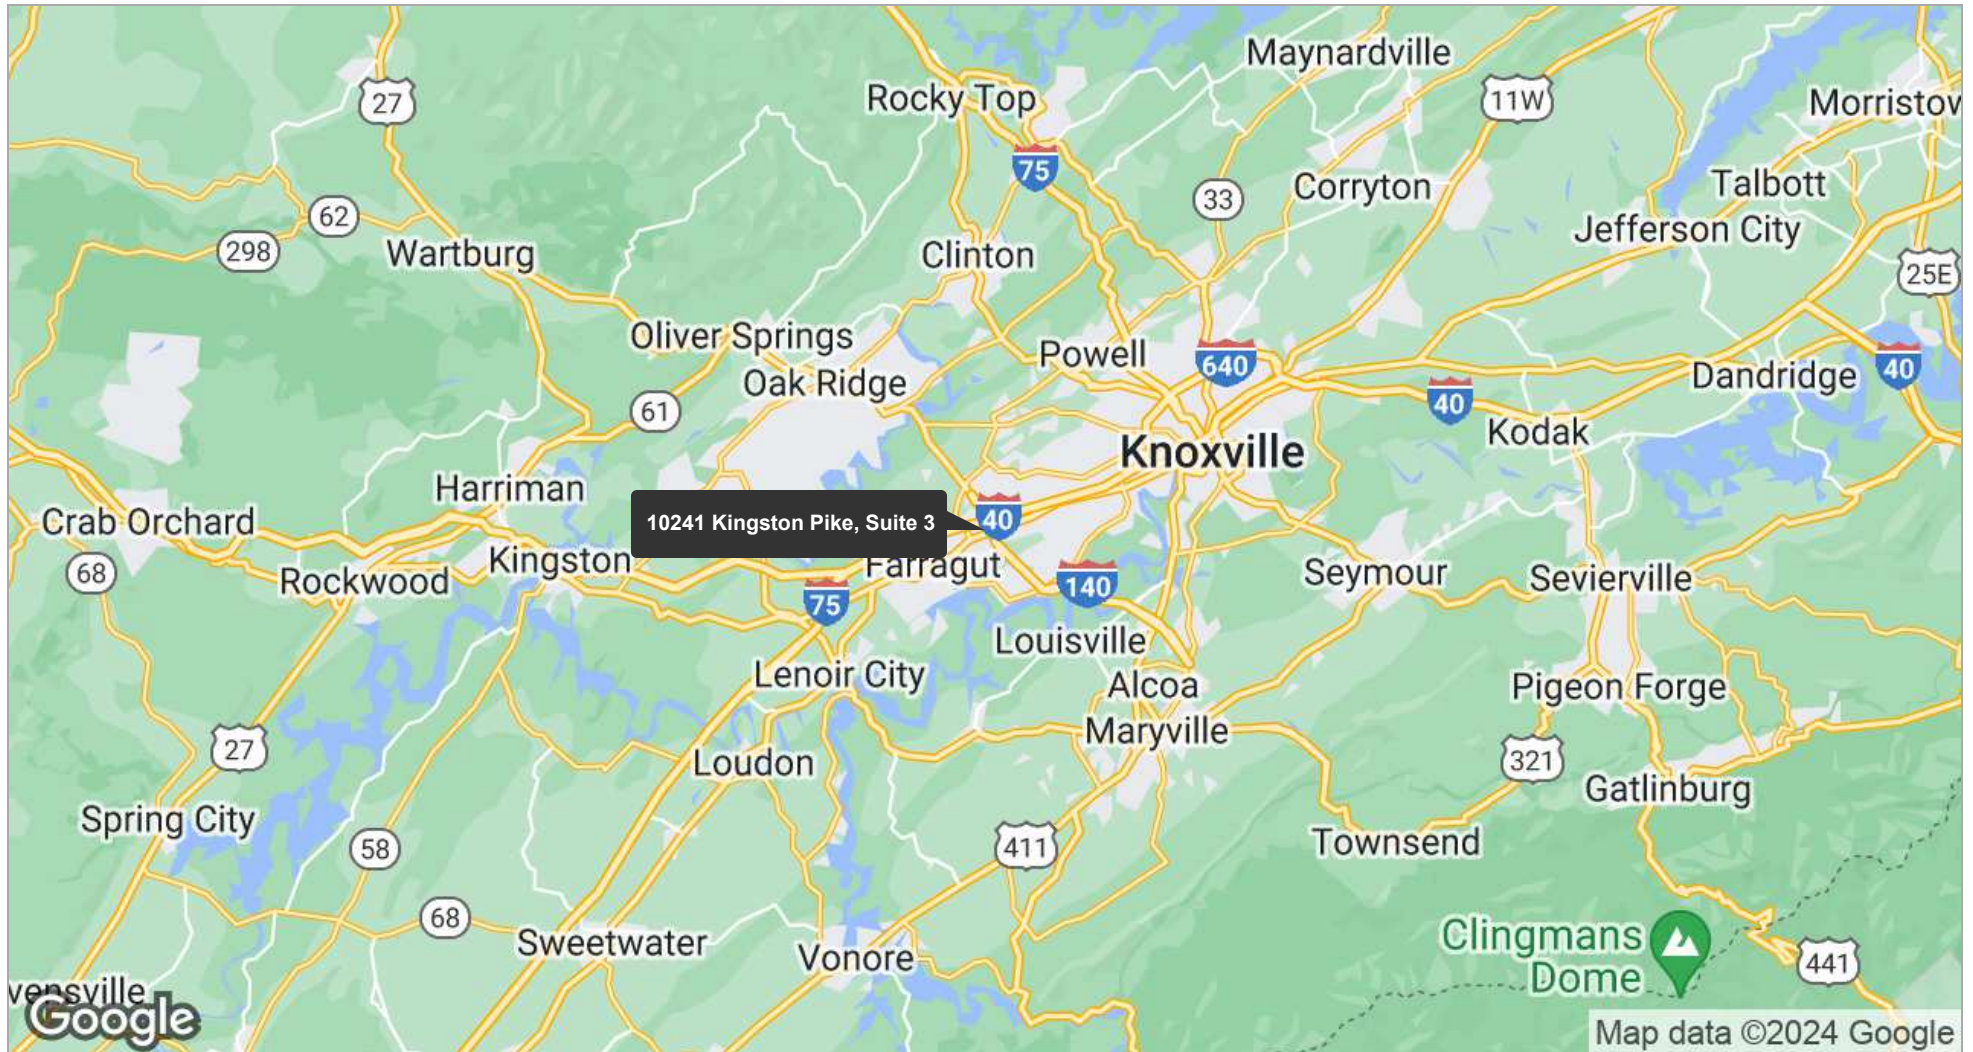 Maynardville
Rocky Top
27
11W
Morristow
75
62
33
Corryton
Talbott
298
Wartburg
Clinton
Jefferson City
25E
Oliver Springs
Powell
640
Oak Ridge
40
Dandridge
40
61
Knoxville
Kodak
Harriman
Crab Orchard
10241 Kingston Pike, Suite 3
40
68
Rockwood
Kingston
Farragut
140
Seymour
Sevierville
75
Louisville
Lenoir City
Alcoa
Pigeon Forge
27
Maryville
321
Loudon
Gatlinburg
Spring City
58
411
Townsend
68
Sweetwater
Vonore
Clingmans
Dome
441
vensville
Google
Map data ©2024 Google